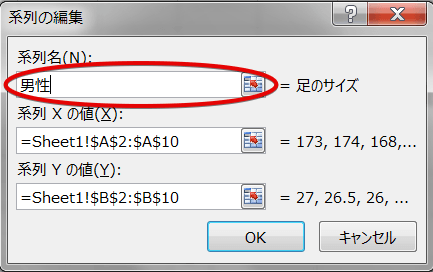 系列の編集
系列名(N):
男性 = 足のサイズ
系列 X の値(X):
=Sheet1!$A$2:$A$10 = 173, 174, 168,...
系列 Y の値(Y):
=Sheet1!$B$2:$B$10 = 27, 26.5, 26, ...
OK キャンセル